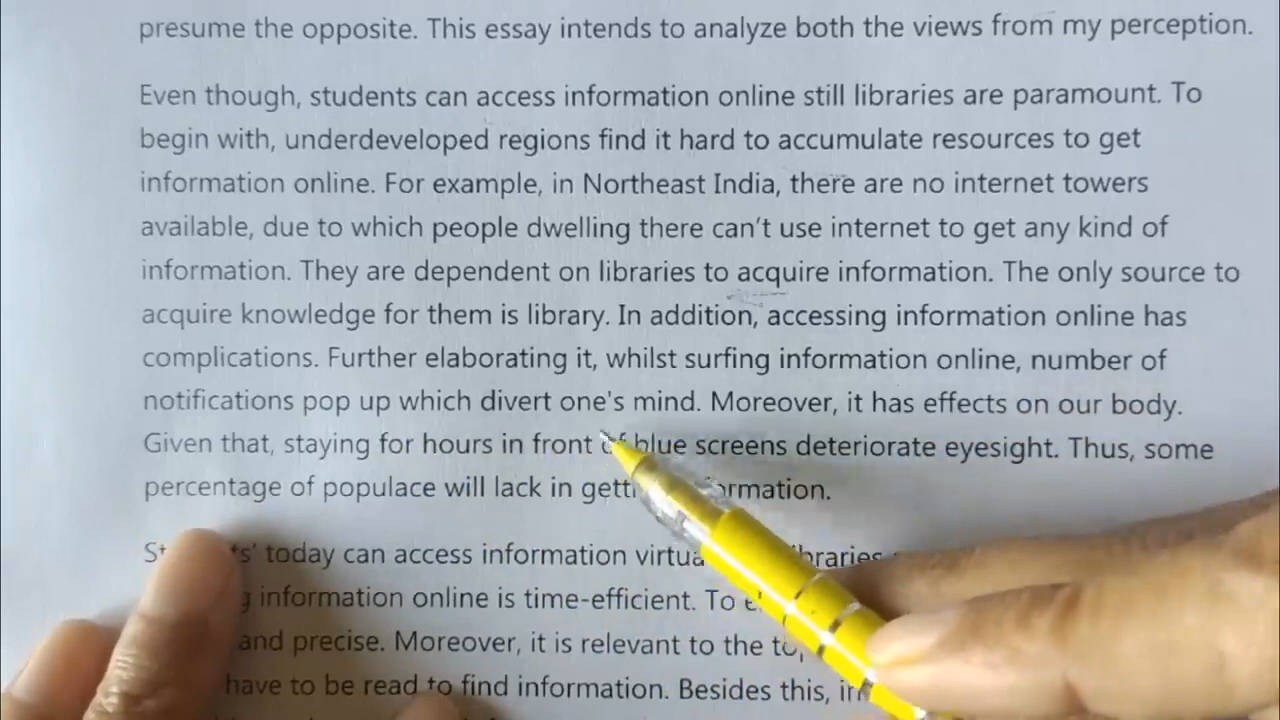 presume the opposite. This essay intends to analyze both the views from my perception.
Even though, students can access information online still libraries are paramount. To
begin with, underdeveloped regions find it hard to accumulate resources to get
information online. For example, in Northeast India, there are no internet towers
available, due to which people dwelling there can't use internet to get any kind of
information. They are dependent on libraries to acquire information. The only source to
acquire knowledge for them is library. In addition, accessing information online has
complications. Further elaborating it, whilst surfing information online, number of
notifications pop up which divert one's mind. Moreover, it has effects on our body.
Given that, staying for hours in front of blue screens deteriorate eyesight. Thus, some
percentage of populace will lack in
today can access information
information online is time-efficient. To
and precise. Moreover, it is relevant to the
have to be read to find information. Besides this,